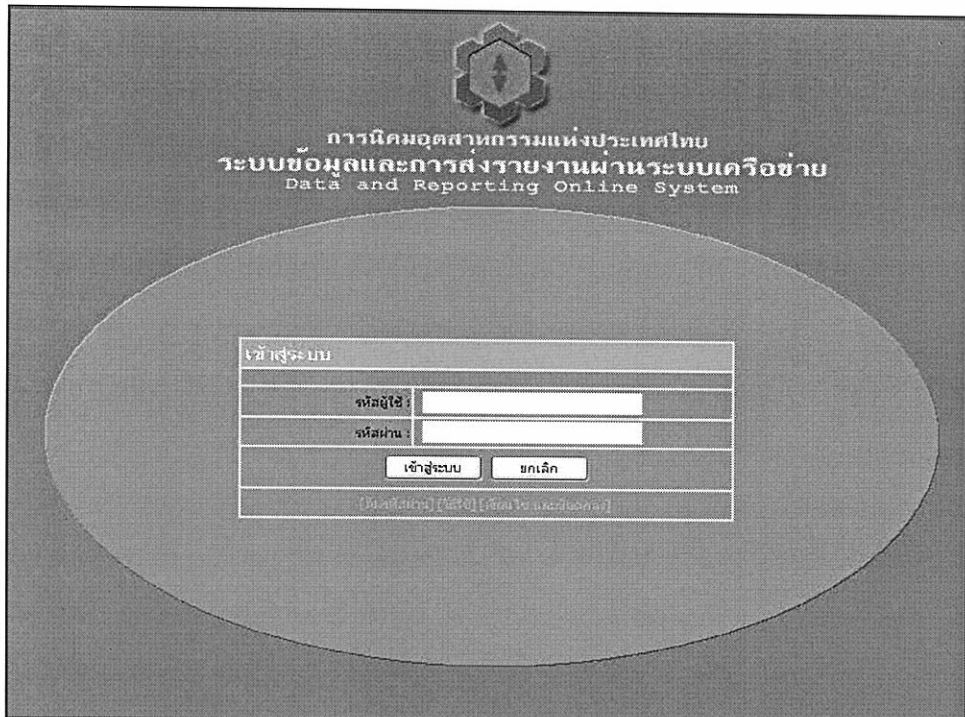 การนิคมอุตสาหกรรมแห่งประเทศไทย
ระบบข้อมูลและการส่งรายงานผ่านระบบเครือข่าย
Data and Reporting Online System
เข้าสู่ระบบ
รหัสผู้ใช้ :
รหัสผ่าน :
เข้าสู่ระบบ ยกเลิก